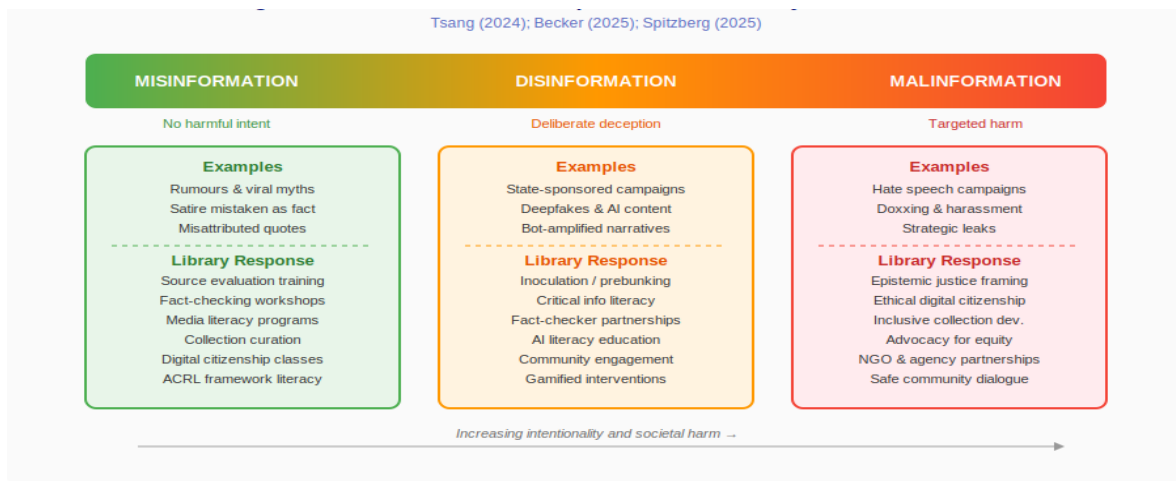 Tsang (2024); Becker (2025); Spitzberg (2025)
MISINFORMATION
DISINFORMATION
MALINFORMATION
No harmful intent
Deliberate deception
Targeted harm
Examples
Rumours & viral myths
Satire mistaken as fact
Misattributed quotes
Library Response
Source evaluation training
Fact-checking workshops
Media literacy programs
Collection curation
Digital citizenship classes
ACRL framework literacy
Examples
State-sponsored campaigns
Deepfakes & AI content
Bot-amplified narratives
Library Response
Inoculation / prebunking
Critical info literacy
Fact-checker partnerships
AI literacy education
Community engagement
Gamified interventions
Examples
Hate speech campaigns
Doxxing & harassment
Strategic leaks
Library Response
Epistemic justice framing
Ethical digital citizenship
Inclusive collection dev.
Advocacy for equity
NGO & agency partnerships
Safe community dialogue
Increasing intentionality and societal harm →